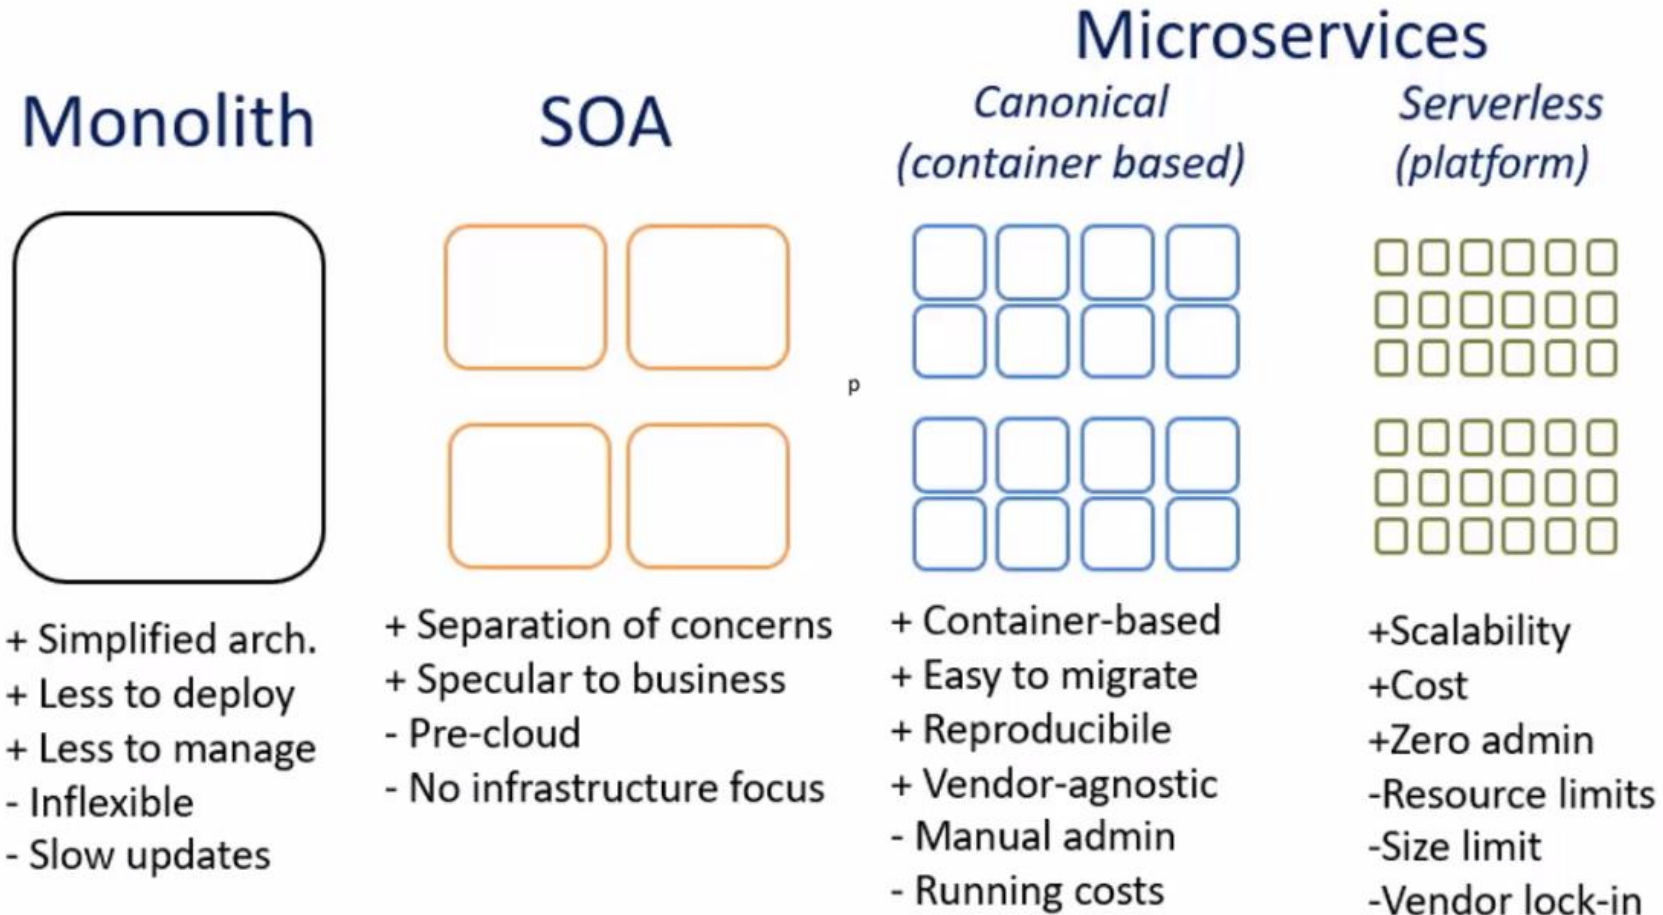 Microservices
Monolith
SOA
Canonical
(container based)
Serverless
(platform)
p
+ Simplified arch.
+ Less to deploy
+ Less to manage
- Inflexible
- Slow updates
+ Separation of concerns
+ Specular to business
- Pre-cloud
- No infrastructure focus
+ Container-based
+ Easy to migrate
+ Reproducibile
+ Vendor-agnostic
- Manual admin
- Running costs
+Scalability
+Cost
+Zero admin
-Resource limits
-Size limit
-Vendor lock-in